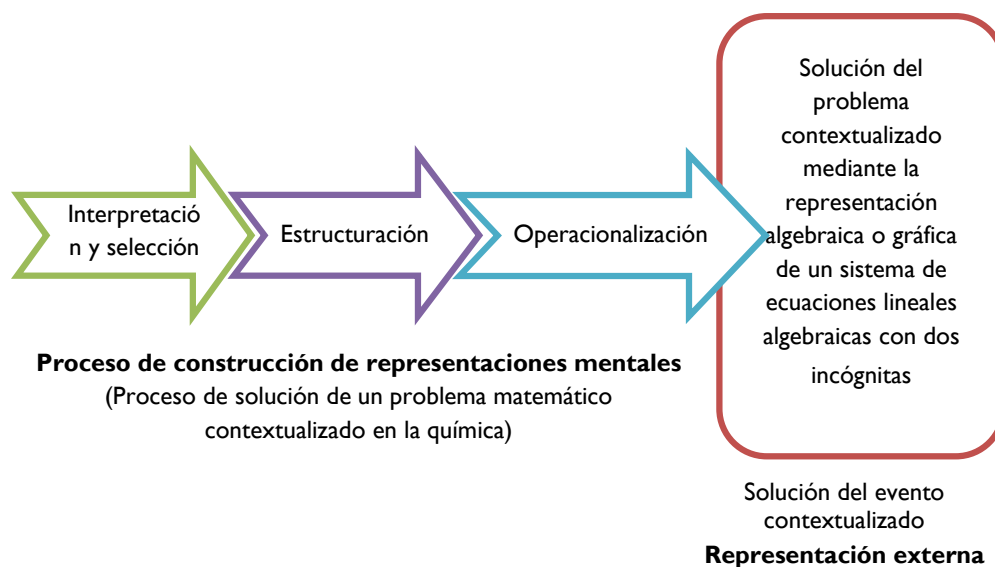 Interpretació
n y selección
Estructuración
Operacionalización
Solución del
problema
contextualizado
mediante la
representación
algebraica o gráfica
de un sistema de
ecuaciones lineales
algebraicas con dos
incógnitas
Proceso de construcción de representaciones mentales
(Proceso de solución de un problema matemático
contextualizado en la química)
Solución del evento
contextualizado
Representación externa